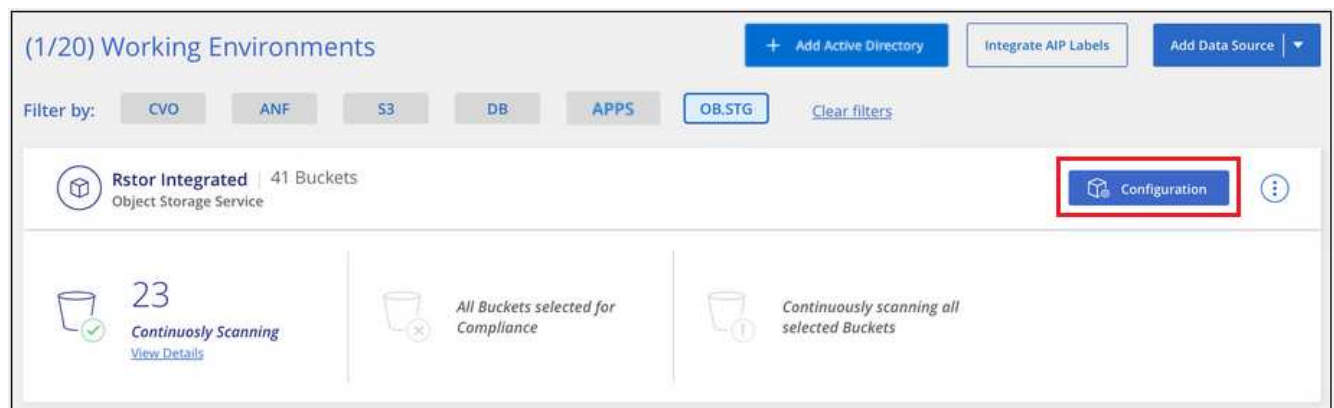 (1/20) Working Environments
+ Add Active Directory
Integrate AIP Labels
Add Data Source
Filter by:
CVO
ANF
S3
DB
APPS
OB.STG
Clear filters
Rstor Integrated | 41 Buckets
Object Storage Service
Configuration
23
Continuosly Scanning
View Details
All Buckets selected for
Compliance
Continuously scanning all
selected Buckets